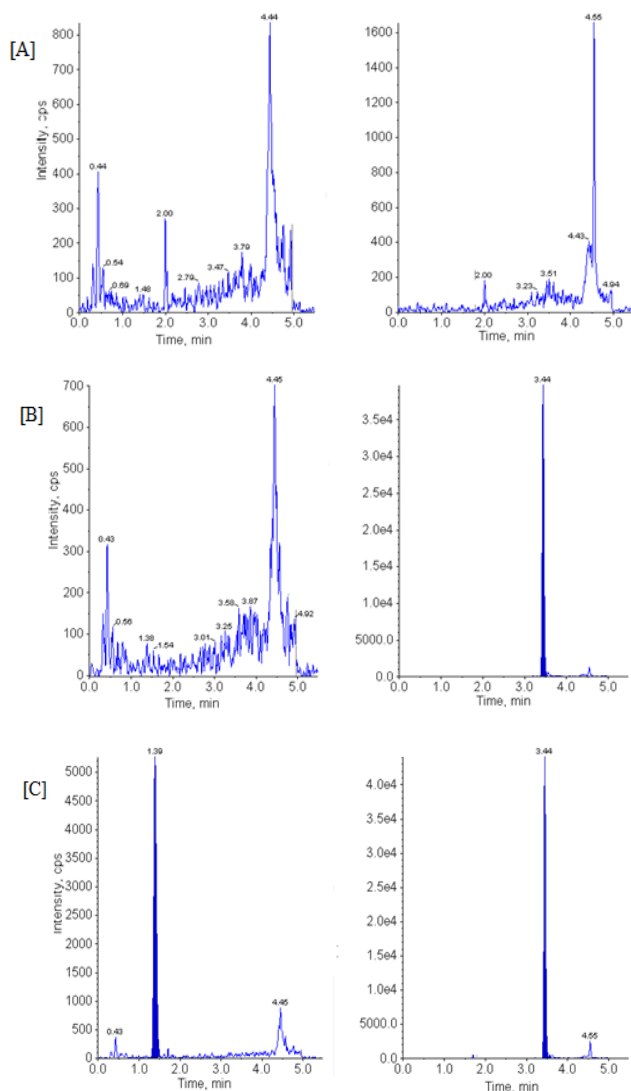 [A]
Intensity, cps
800
700
600
500
400
300
200
100
0
0.44
0.54
0.69
1.48
2.00
2.79
3.47
3.79
4.44
0.0 1.0 2.0 3.0 4.0 5.0
Time, min
1600
1400
1200
1000
800
600
400
200
0
2.00
3.23
3.51
4.43
4.55
4.94
0.0 1.0 2.0 3.0 4.0 5.0
Time, min
[B]
Intensity, cps
700
600
500
400
300
200
100
0
0.43
0.56
1.38
1.54
3.01
3.25
3.58
3.87
4.45
4.92
0.0 1.0 2.0 3.0 4.0 5.0
Time, min
3.5e4
3.0e4
2.5e4
2.0e4
1.5e4
1.0e4
5000.0
0.0
3.44
0.0 1.0 2.0 3.0 4.0 5.0
Time, min
[C]
Intensity, cps
5000
4500
4000
3500
3000
2500
2000
1500
1000
500
0
0.43
1.39
4.45
0.0 1.0 2.0 3.0 4.0 5.0
Time, min
4.0e4
3.5e4
3.0e4
2.5e4
2.0e4
1.5e4
1.0e4
5000.0
0.0
3.44
4.55
0.0 1.0 2.0 3.0 4.0 5.0
Time, min